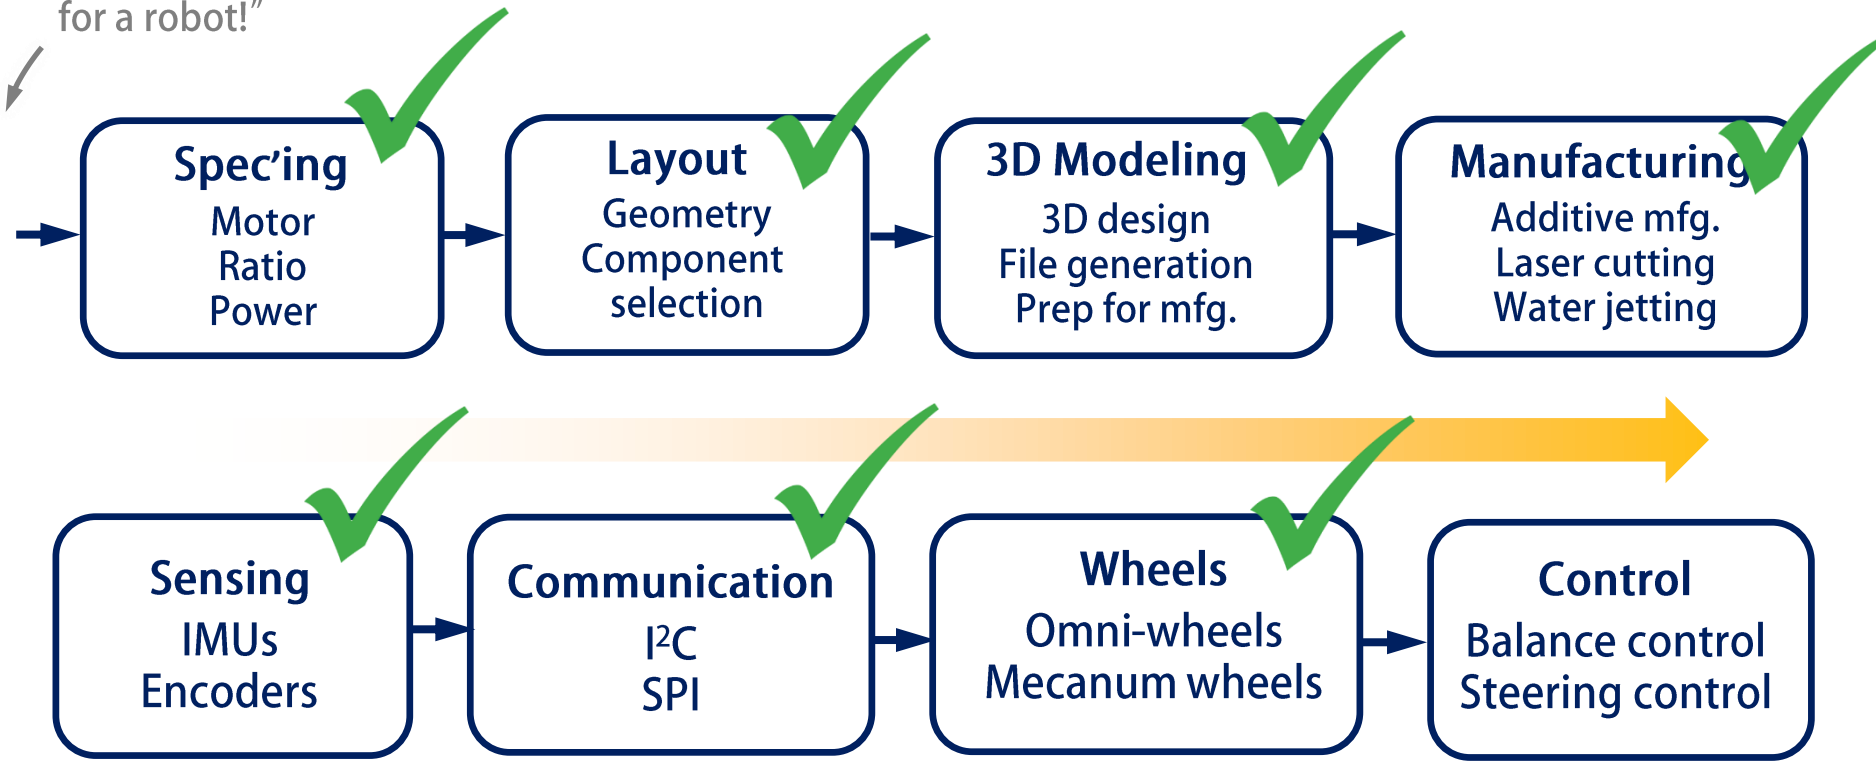 for a robot!”
Spec’ing
Motor
Ratio
Power
Layout
Geometry
Component
selection
3D Modeling
3D design
File generation
Prep for mfg.
Manufacturing
Additive mfg.
Laser cutting
Water jetting
Sensing
IMUs
Encoders
Communication
I²C
SPI
Wheels
Omni-wheels
Mecanum wheels
Control
Balance control
Steering control